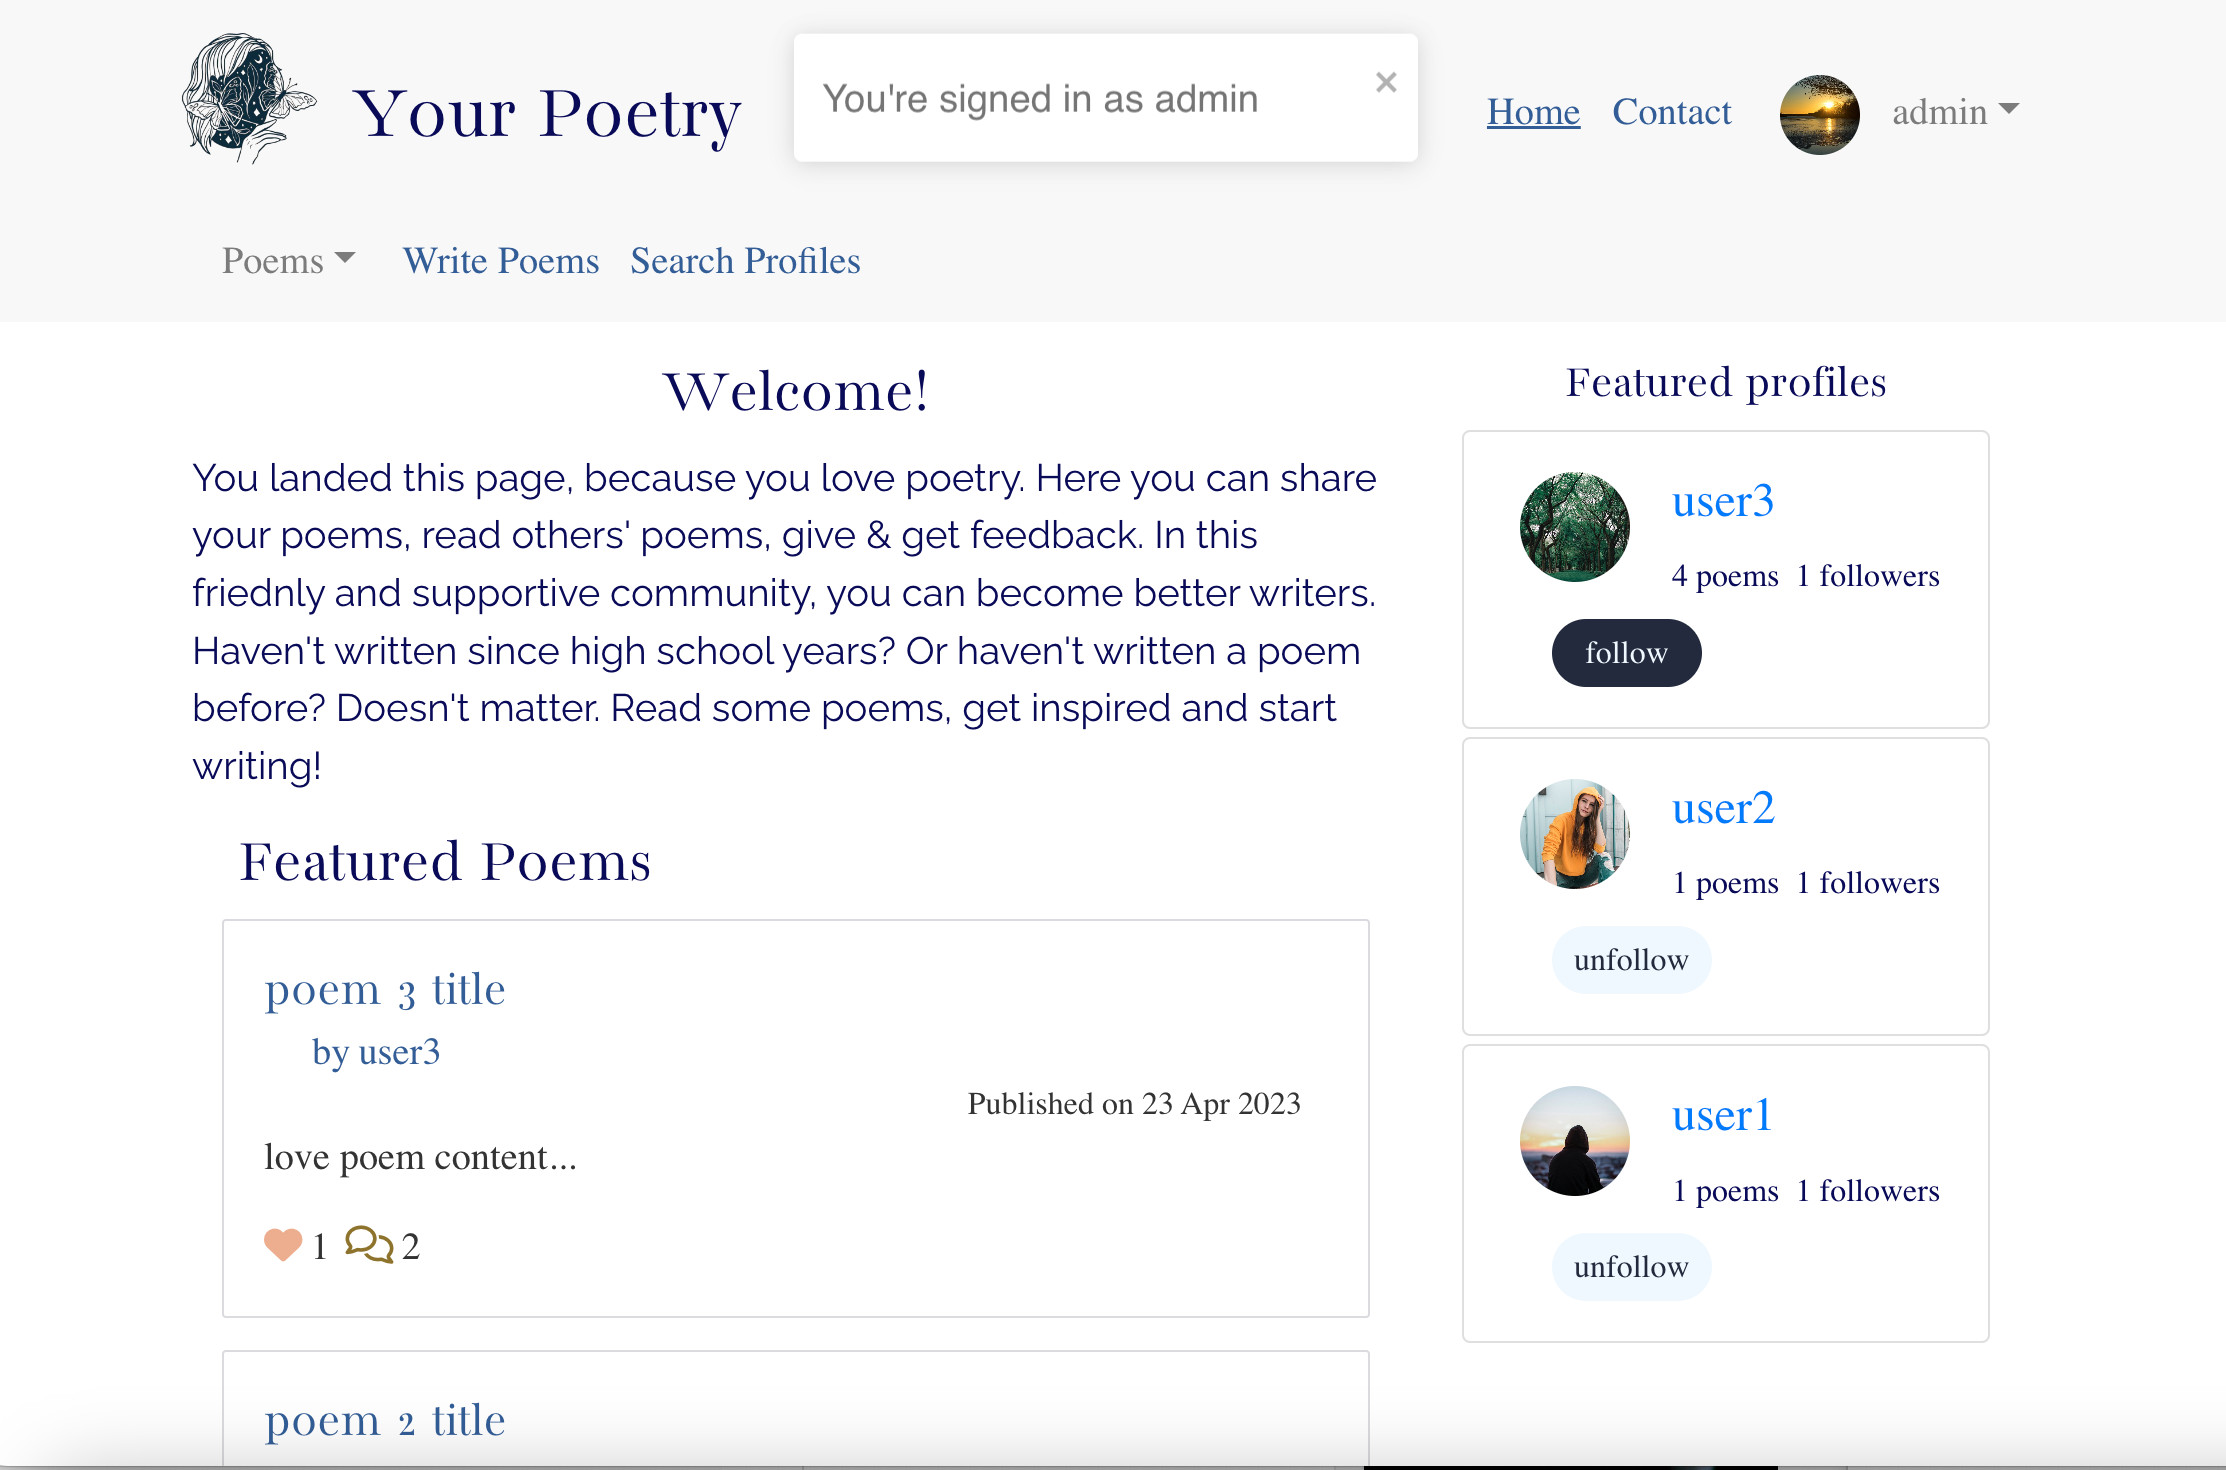 Your Poetry
You're signed in as admin
×
Home Contact admin
Poems Write Poems Search Profiles
Welcome!
You landed this page, because you love poetry. Here you can share
your poems, read others' poems, give & get feedback. In this
friednly and supportive community, you can become better writers.
Haven't written since high school years? Or haven't written a poem
before? Doesn't matter. Read some poems, get inspired and start
writing!
Featured Poems
poem 3 title
by user3
Published on 23 Apr 2023
love poem content...
1 2
poem 2 title
Featured profiles
user3
4 poems 1 followers
follow
user2
1 poems 1 followers
unfollow
user1
1 poems 1 followers
unfollow